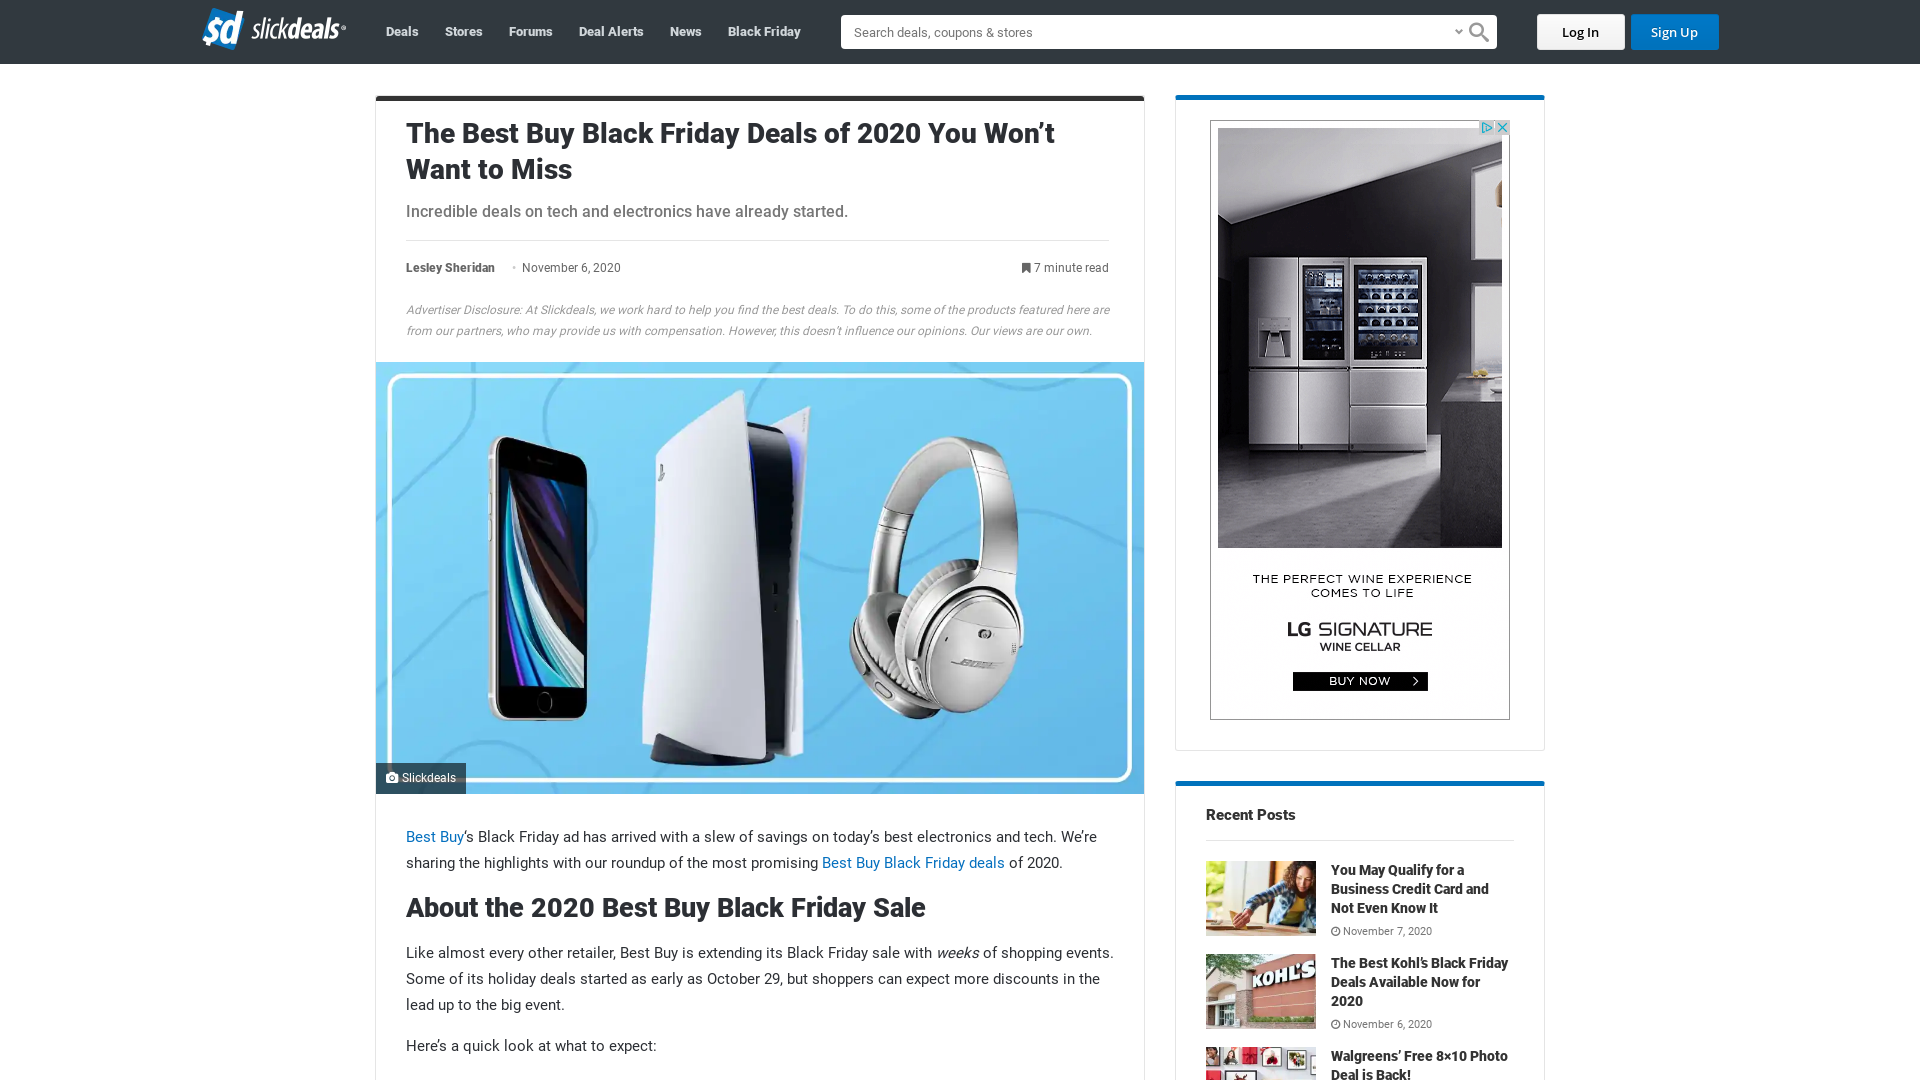 sd slickdeals
Deals
Stores
Forums
Deal Alerts
News
Black Friday
Search deals, coupons & stores
Log In
Sign Up
The Best Buy Black Friday Deals of 2020 You Won’t
Want to Miss
Incredible deals on tech and electronics have already started.
Lesley Sheridan • November 6, 2020
7 minute read
Advertiser Disclosure: At Slickdeals, we work hard to help you find the best deals. To do this, some of the products featured here are
from our partners, who may provide us with compensation. However, this doesn’t influence our opinions. Our views are our own.
BOSE
Slickdeals
Best Buy‘s Black Friday ad has arrived with a slew of savings on today’s best electronics and tech. We’re
sharing the highlights with our roundup of the most promising Best Buy Black Friday deals of 2020.
About the 2020 Best Buy Black Friday Sale
Like almost every other retailer, Best Buy is extending its Black Friday sale with weeks of shopping events.
Some of its holiday deals started as early as October 29, but shoppers can expect more discounts in the
lead up to the big event.
Here’s a quick look at what to expect:
THE PERFECT WINE EXPERIENCE
COMES TO LIFE
LG SIGNATURE
WINE CELLAR
BUY NOW
Recent Posts
You May Qualify for a
Business Credit Card and
Not Even Know It
November 7, 2020
KOHL'S
The Best Kohl’s Black Friday
Deals Available Now for
2020
November 6, 2020
Walgreens’ Free 8×10 Photo
Deal is Back!